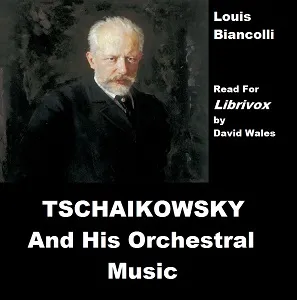 Louis
Biancolli
Read For
Librivox
by
David Wales
TSCHAIKOWSKY
And His Orchestral
Music